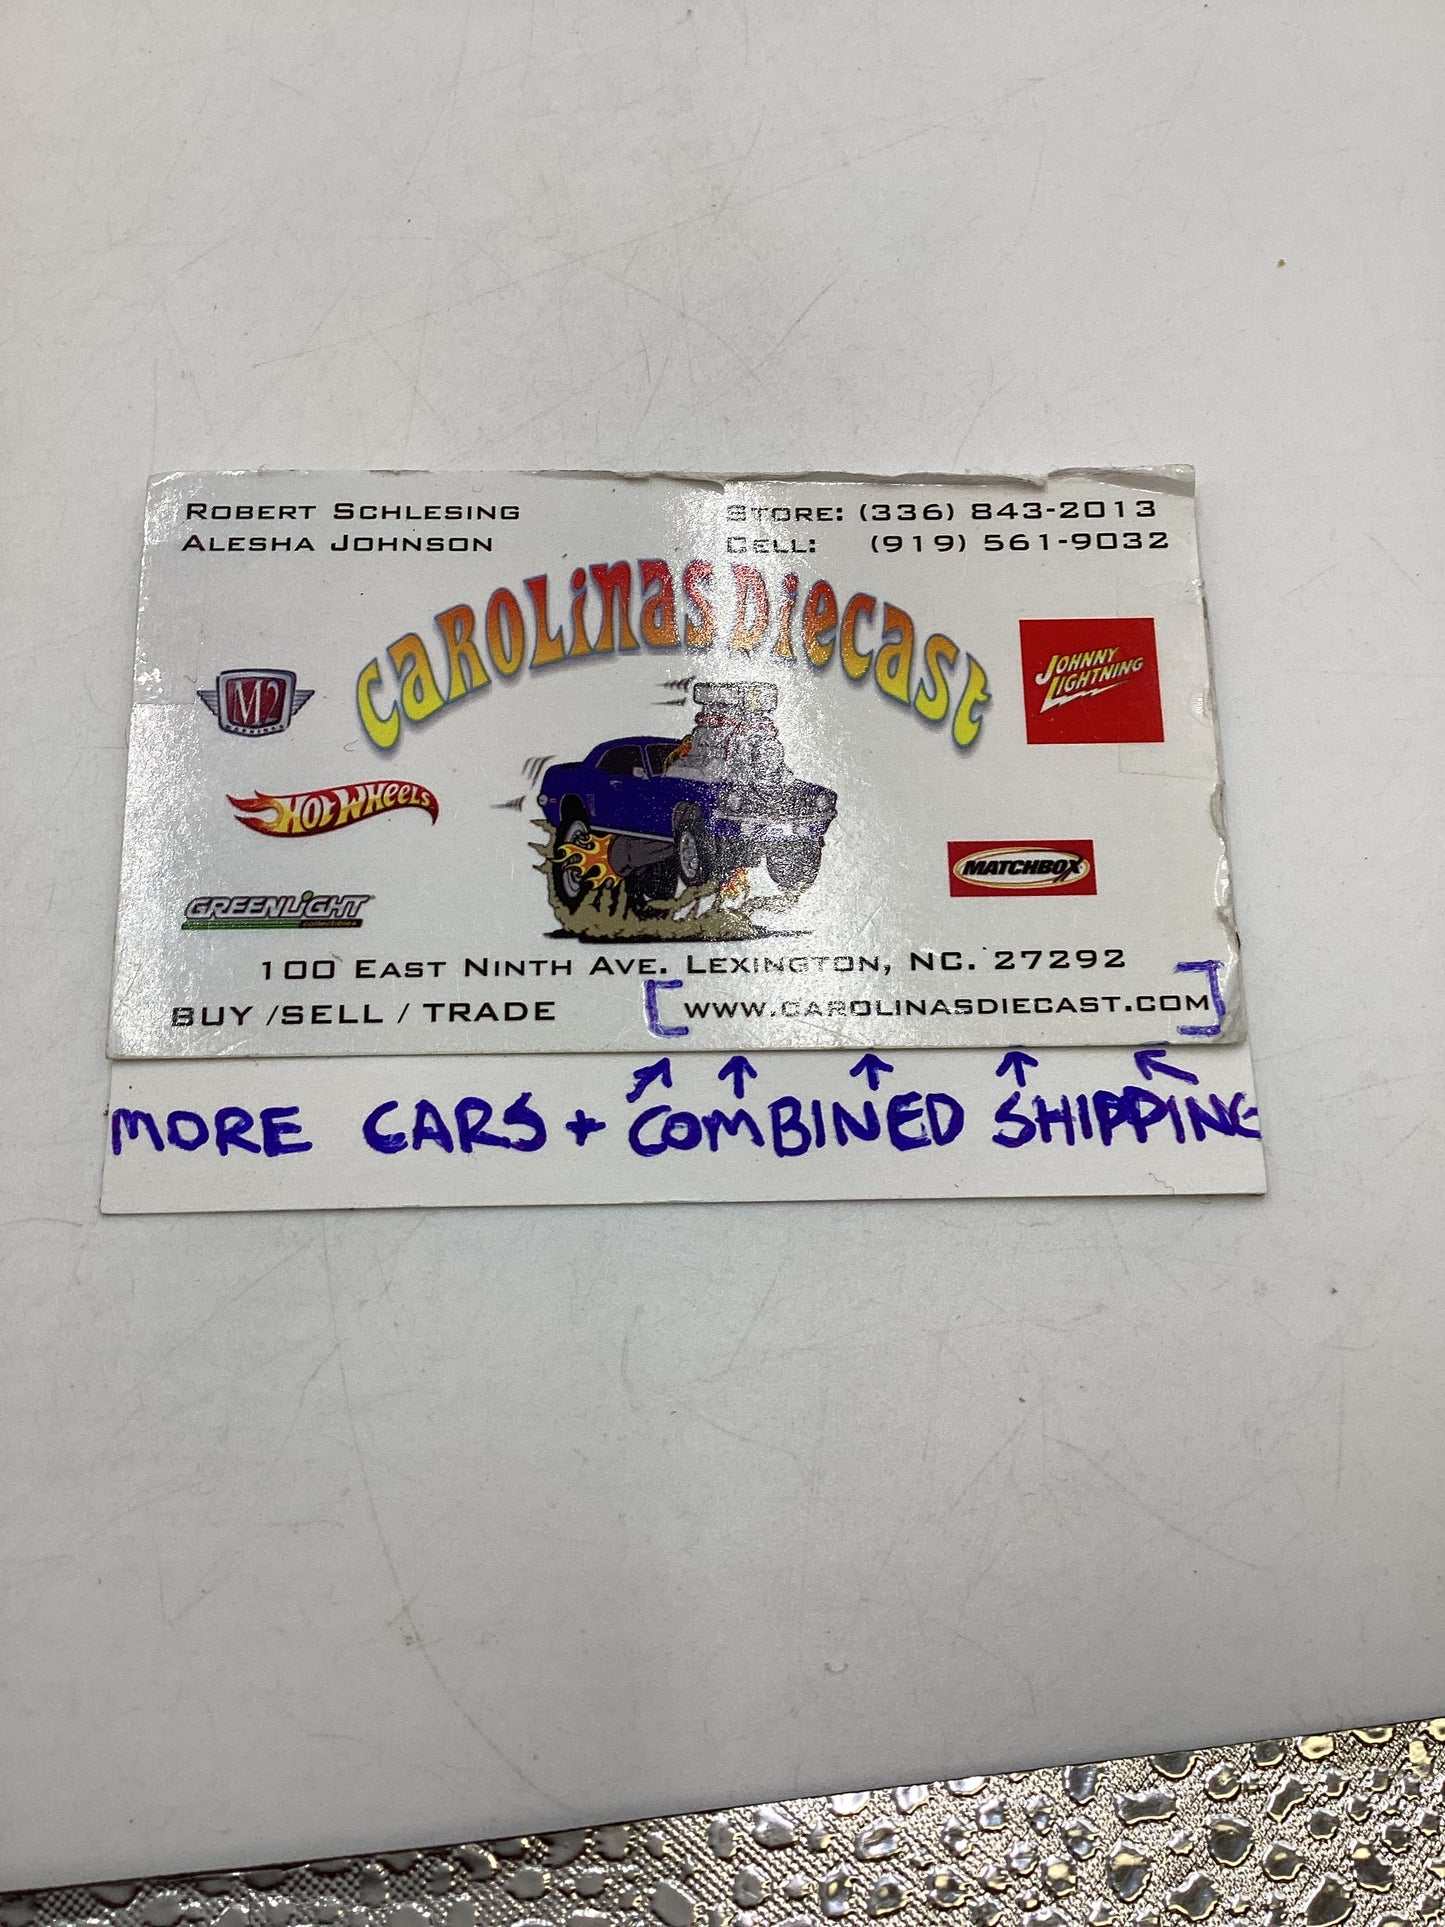 ROBERT SCHLESING
ALESHA JOHNSON
STORE: (336) 843-2013
CELL: (919) 561-9032
CAROLINAS DIECAST
M2
MACHINES
JOHNNY
LIGHTNING
HOT WHEELS
MATCHBOX
GREENLIGHT
collectibles
100 EAST NINTH AVE. LEXINGTON, NC. 27292
BUY /SELL / TRADE
WWW.CAROLINASDIECAST.COM
MORE CARS + COMBINED SHIPPING